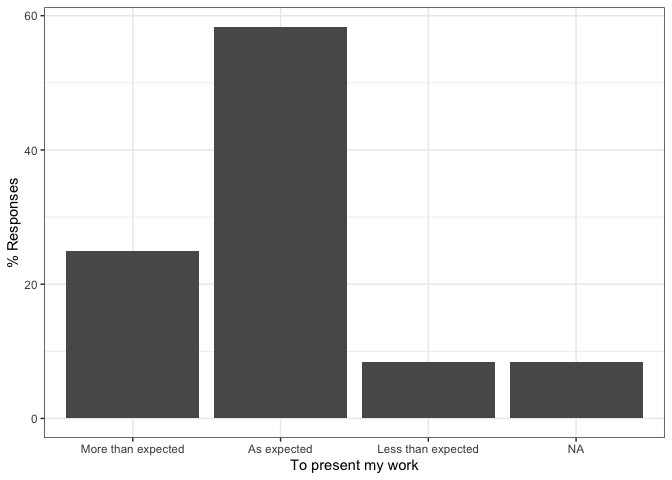 60
40
20
0
% Responses
More than expected
As expected
Less than expected
NA
To present my work